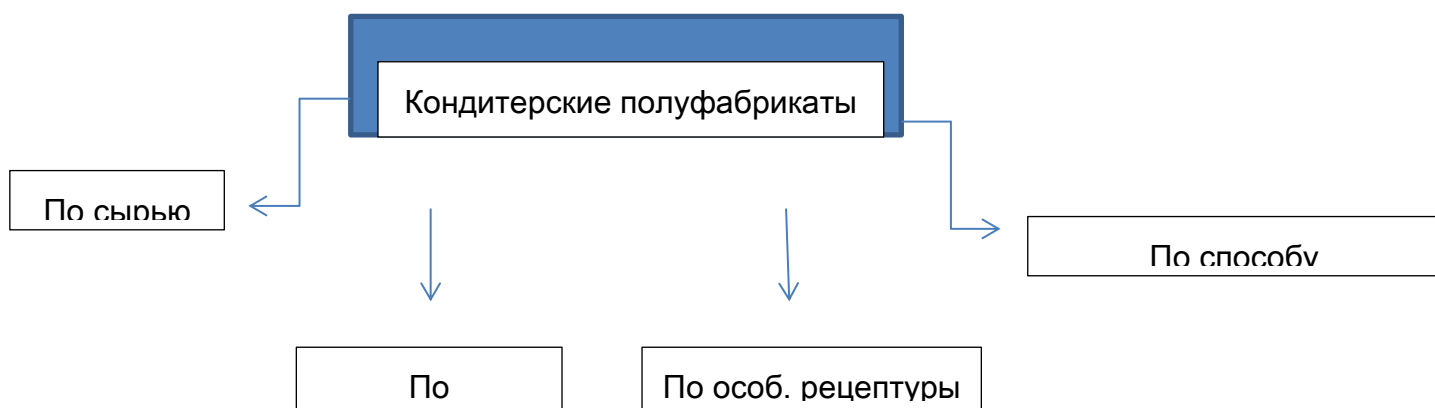 Кондитерские полуфабрикаты
По сырью
По способу
По
По особ. рецептуры